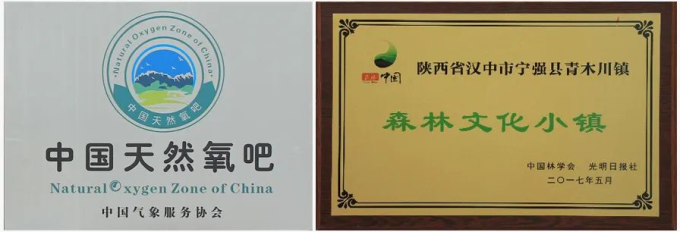 Natural Oxygen Zone of China
中国天然氧吧
中国天然氧吧
Natural Oxygen Zone of China
中国气象服务协会
中国
陕西省汉中市宁强县青木川镇
森林文化小镇
中国林学会 光明日报社
二〇一七年五月